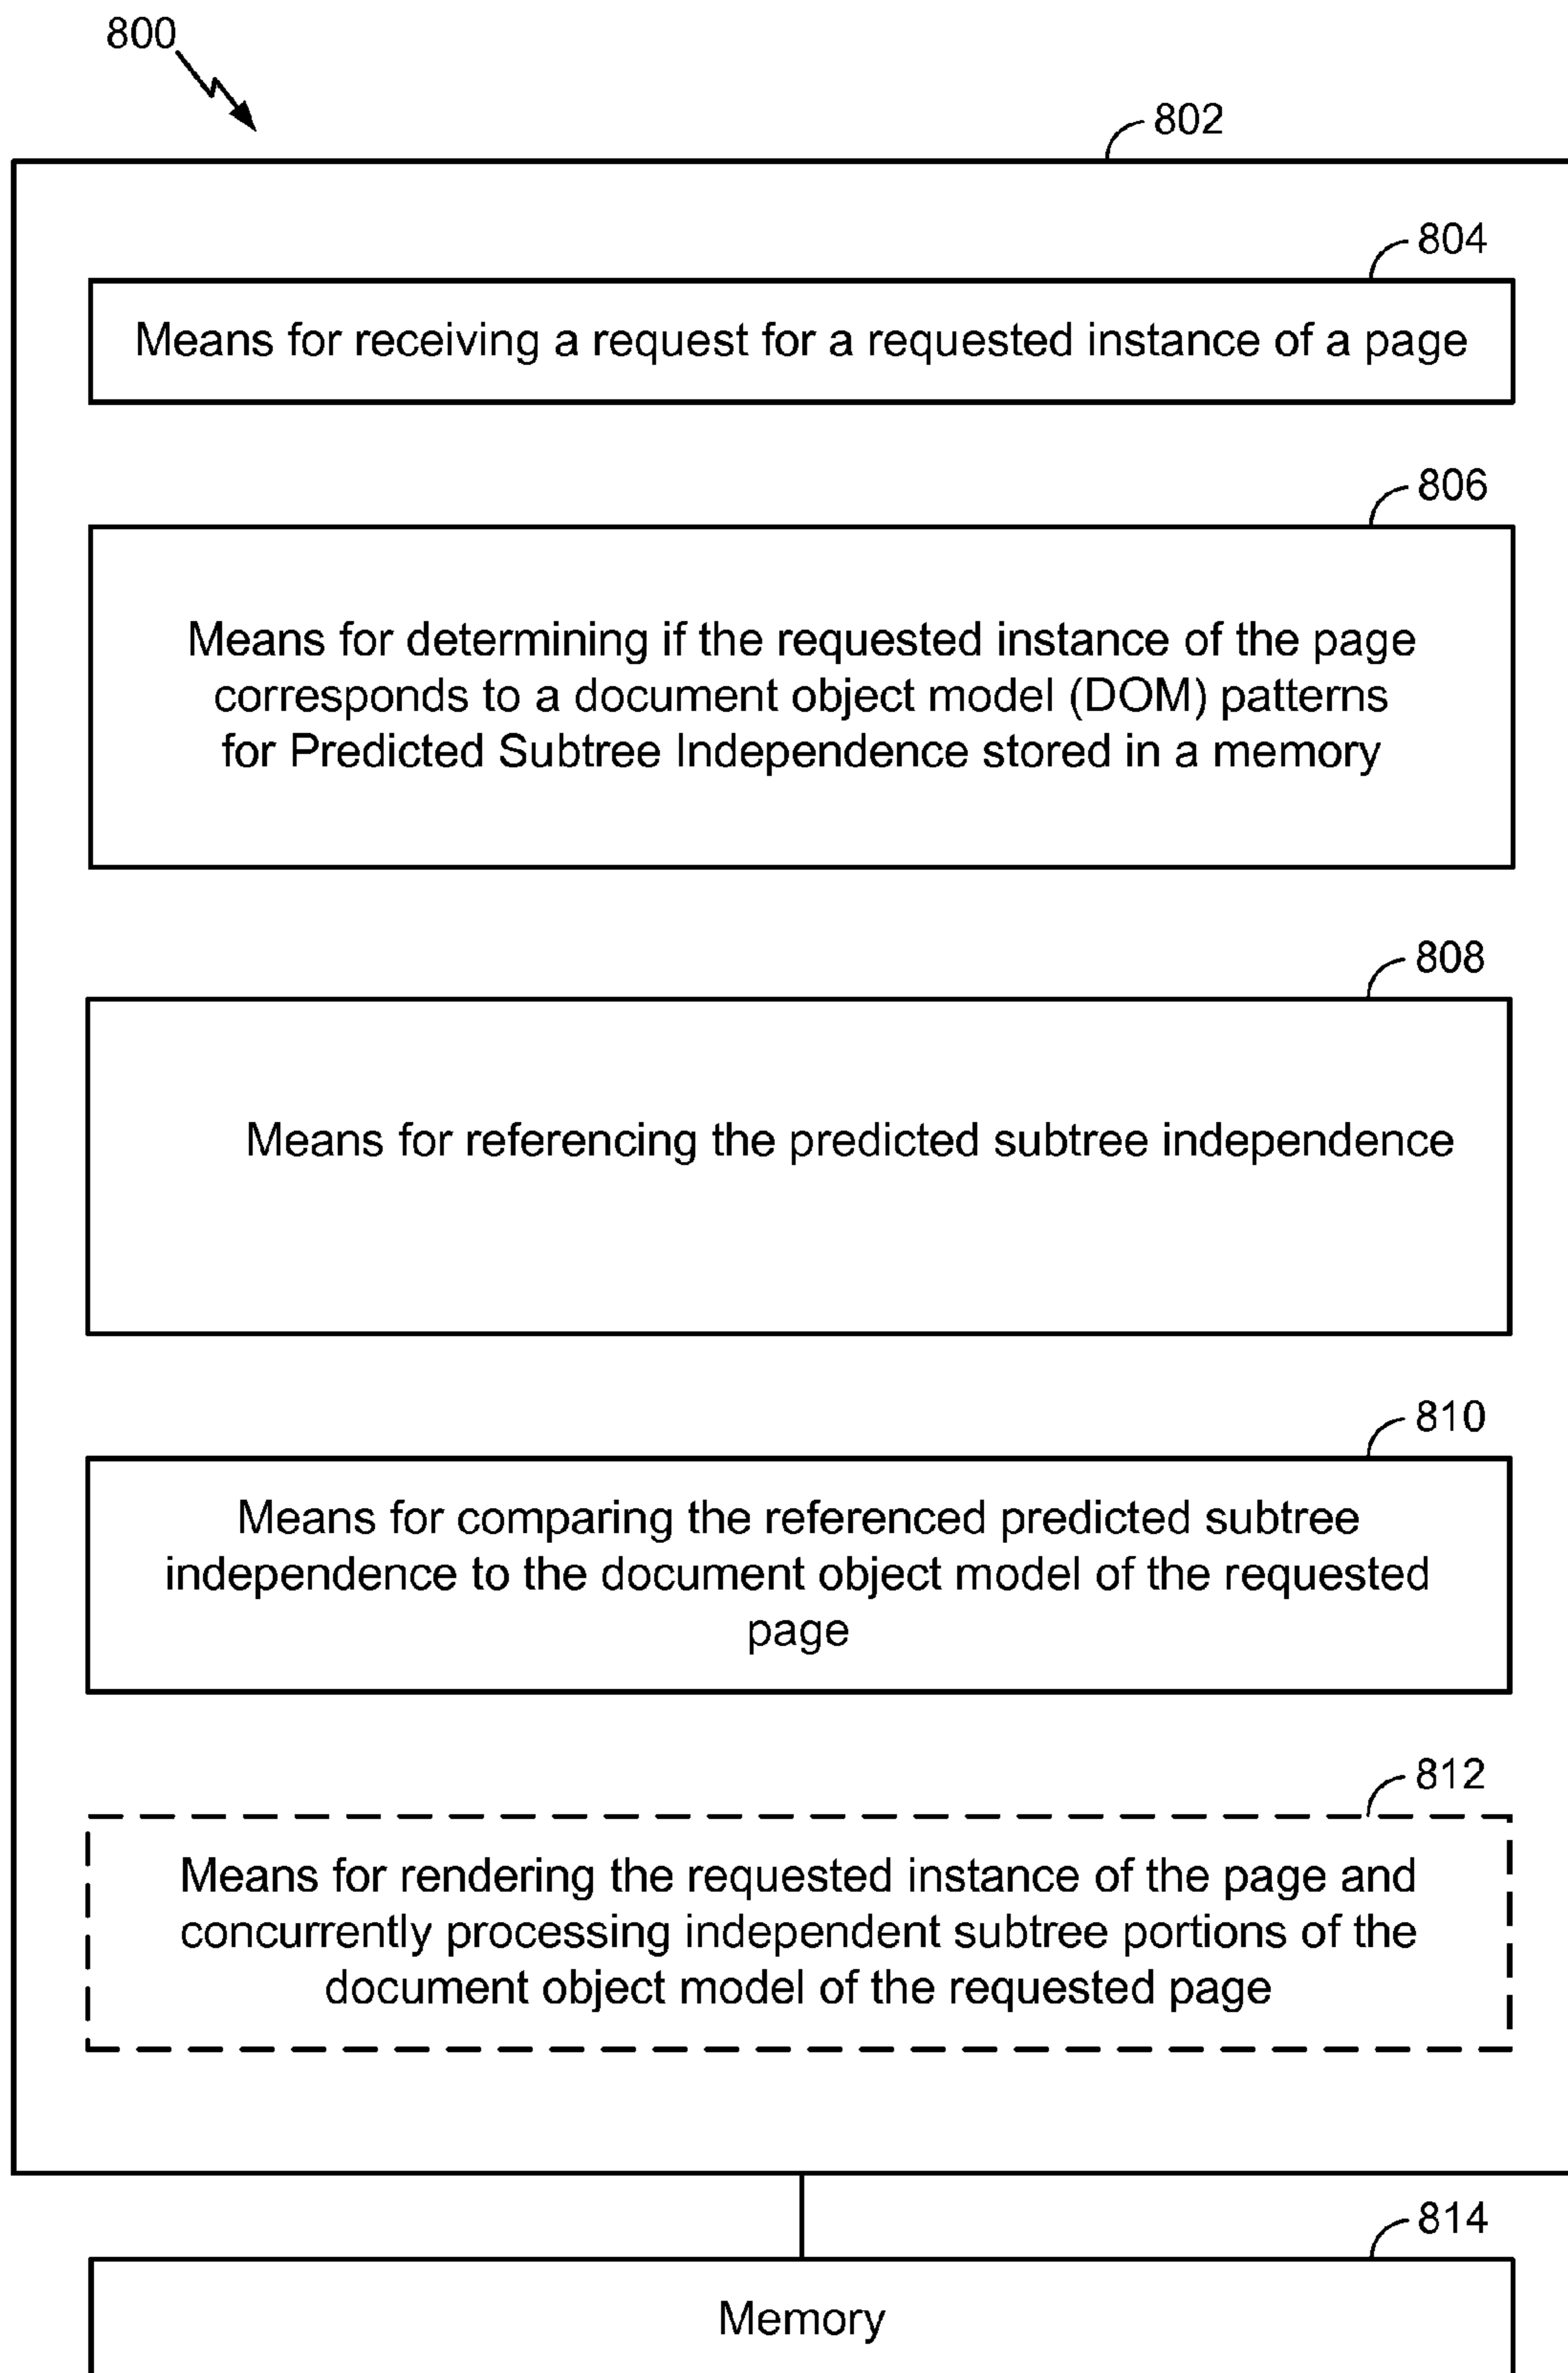 800
802
804
Means for receiving a request for a requested instance of a page
806
Means for determining if the requested instance of the page
corresponds to a document object model (DOM) patterns
for Predicted Subtree Independence stored in a memory
808
Means for referencing the predicted subtree independence
810
Means for comparing the referenced predicted subtree
independence to the document object model of the requested
page
812
Means for rendering the requested instance of the page and
concurrently processing independent subtree portions of the
document object model of the requested page
814
Memory